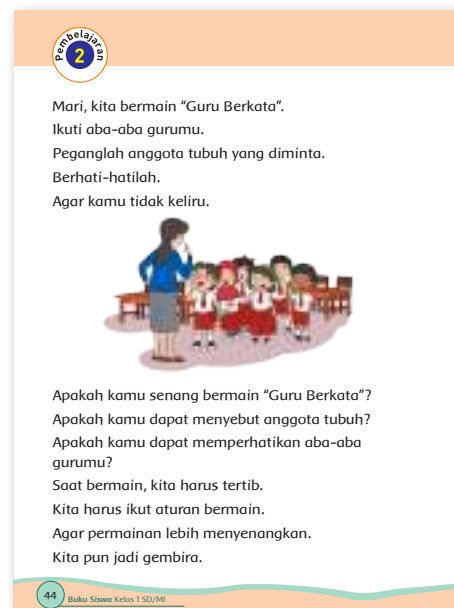 Pembelajaran
2
Mari, kita bermain “Guru Berkata”.
Ikuti aba-aba gurumu.
Peganglah anggota tubuh yang diminta.
Berhati-hatilah.
Agar kamu tidak keliru.
Apakah kamu senang bermain “Guru Berkata”?
Apakah kamu dapat menyebut anggota tubuh?
Apakah kamu dapat memperhatikan aba-aba
gurumu?
Saat bermain, kita harus tertib.
Kita harus ikut aturan bermain.
Agar permainan lebih menyenangkan.
Kita pun jadi gembira.
44 Buku Siswa Kelas 1 SD/MI